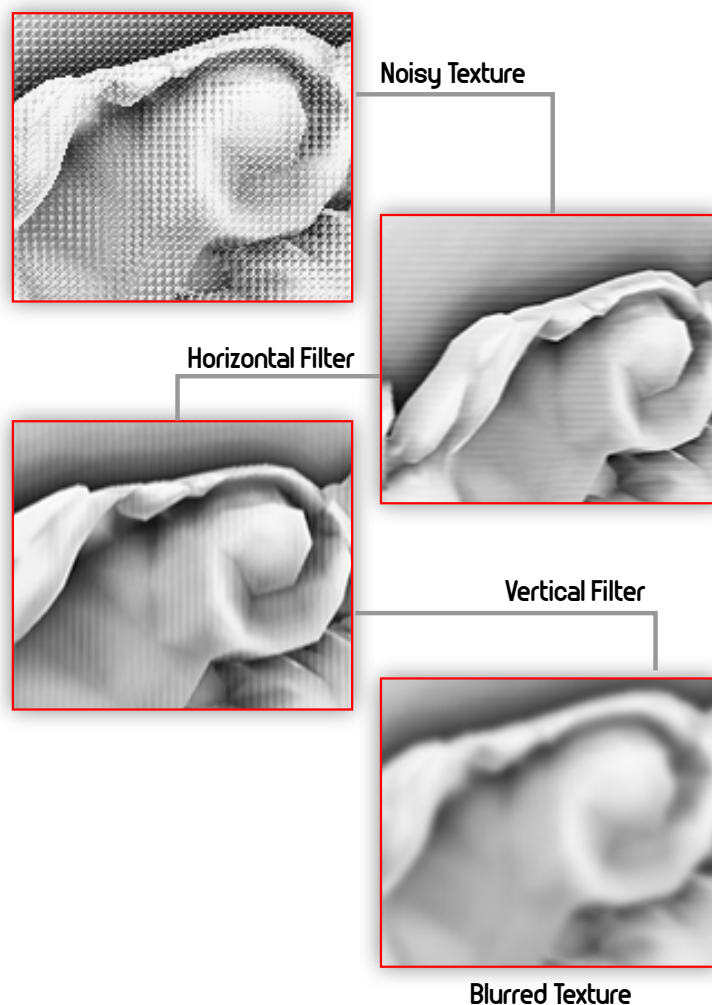 Noisy Texture
Horizontal Filter
Vertical Filter
Blurred Texture